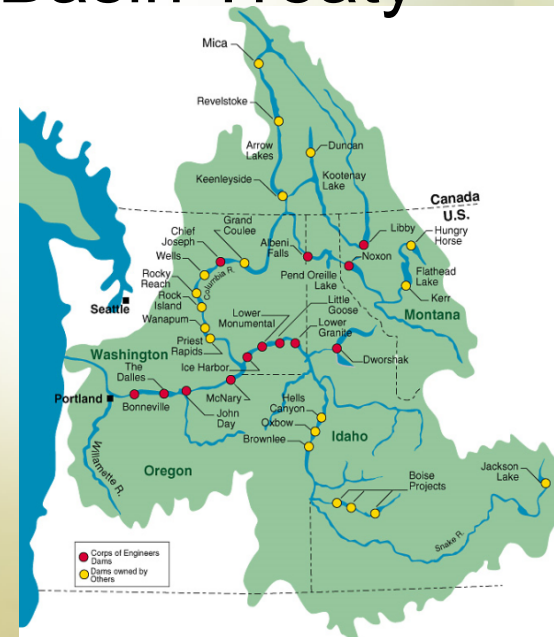 Basin Treaty
Mica
Revelstoke
Arrow
Lakes
Duncan
Keenleyside
Kootenay
Lake
Canada
U.S.
Grand
Coulee
Chief
Joseph
Albeni
Falls
Libby
Hungry
Horse
Wells
Noxon
Columbia R.
Pend Oreille
Lake
Flathead
Lake
Rocky
Reach
Rock
Island
Kerr
Seattle
Little
Goose
Wanapum
Lower
Monumental
Lower
Granite
Montana
Priest
Rapids
Washington
Ice Harbor
Dworshak
The
Dalles
Portland
Bonneville
McNary
John
Day
Hells
Canyon
Oxbow
Brownlee
Idaho
Willamette R.
Oregon
Boise
Projects
Jackson
Lake
Snake R.
Corps of Engineers
Dams
Dams owned by
Others